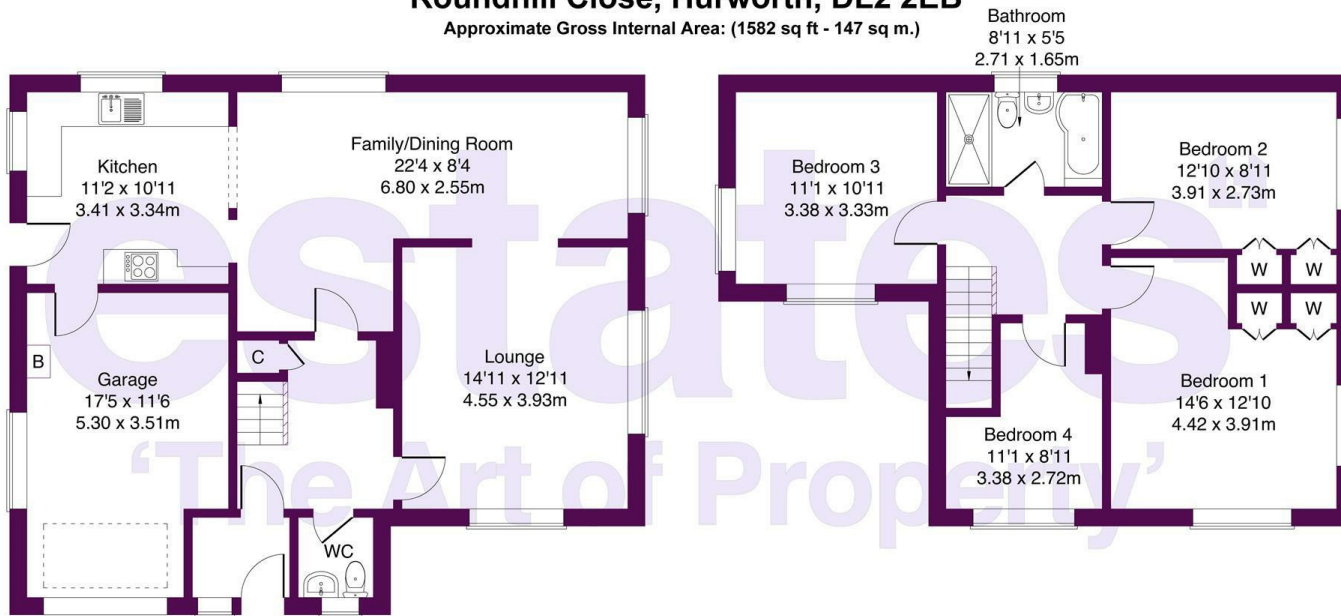 Roundhill Close, Hurworth, DL2 2EB
Approximate Gross Internal Area: (1582 sq ft - 147 sq m.)
Kitchen
11'2 x 10'11
3.41 x 3.34m
Family/Dining Room
22'4 x 8'4
6.80 x 2.55m
B
Garage
17'5 x 11'6
5.30 x 3.51m
C
Lounge
14'11 x 12'11
4.55 x 3.93m
WC
Bathroom
8'11 x 5'5
2.71 x 1.65m
Bedroom 3
11'1 x 10'11
3.38 x 3.33m
Bedroom 2
12'10 x 8'11
3.91 x 2.73m
W
W
W
W
Bedroom 1
14'6 x 12'10
4.42 x 3.91m
Bedroom 4
11'1 x 8'11
3.38 x 2.72m
estates"
‘The Art of Property’